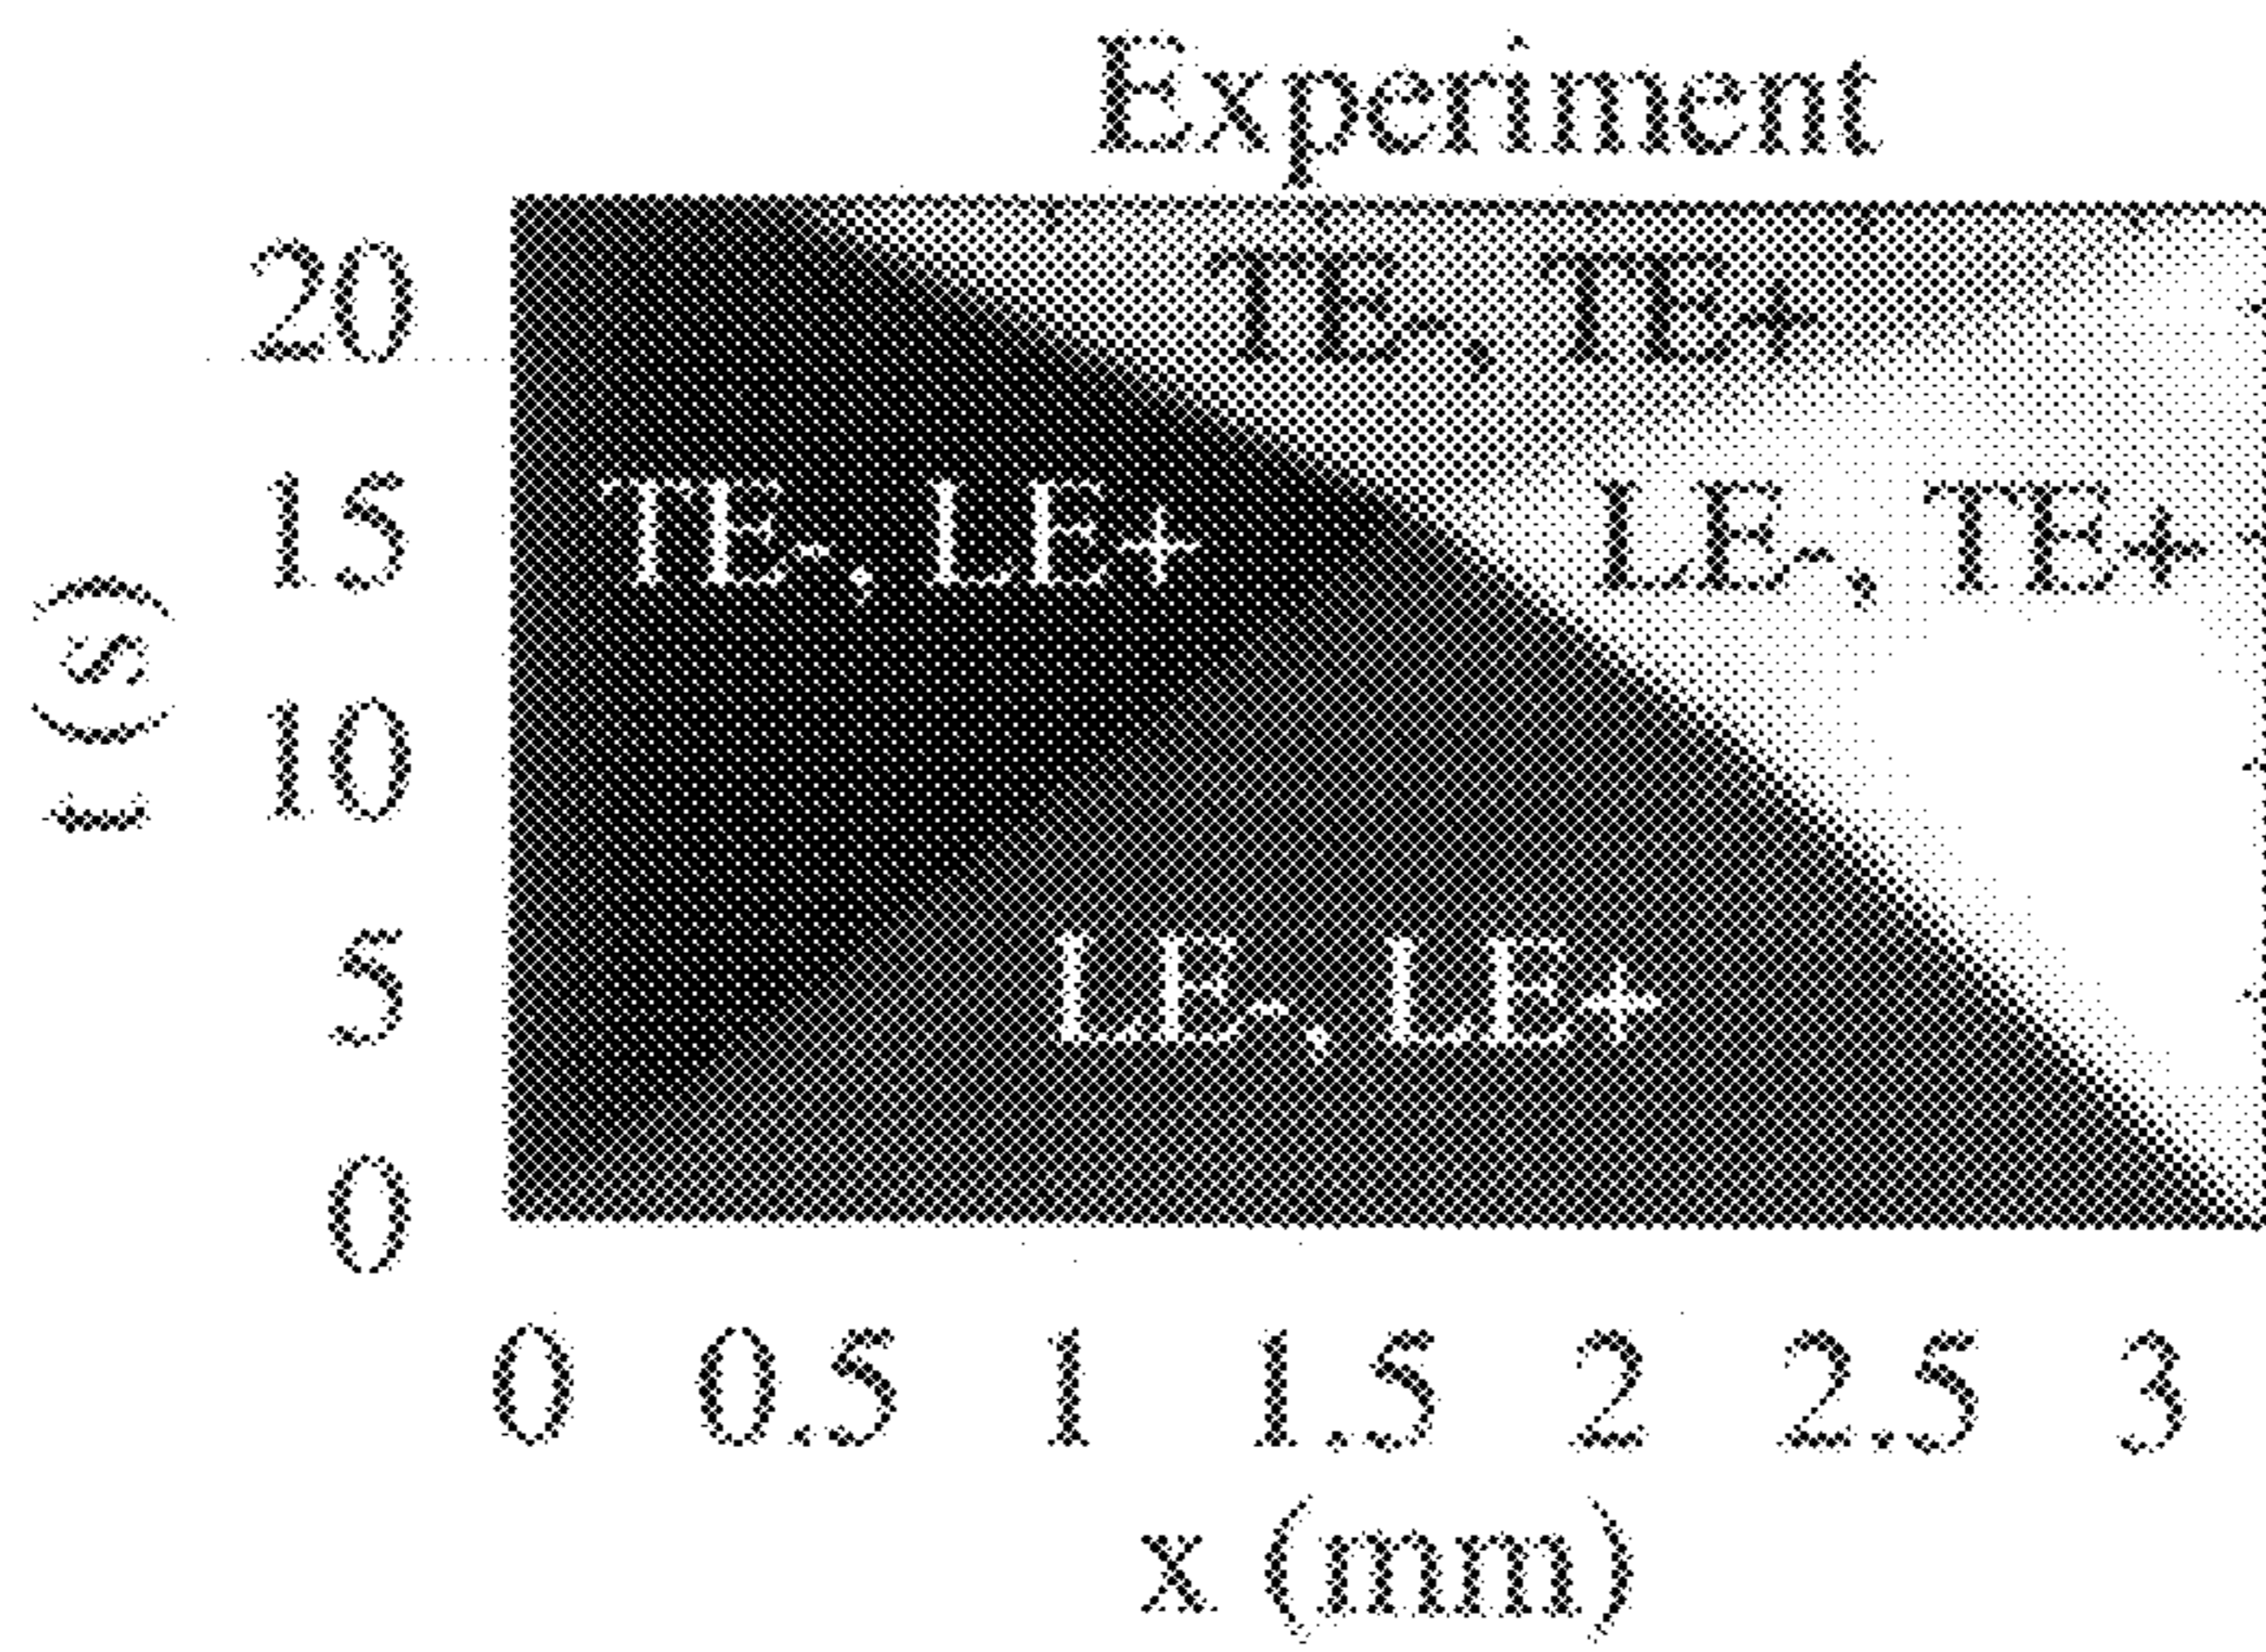 Experiment
20
TE-, TE+
15
TE-, LE+
LE-, TE+
t (s)
10
5
LE-, LE+
0
0 0.5 1 1.5 2 2.5 3
x (mm)